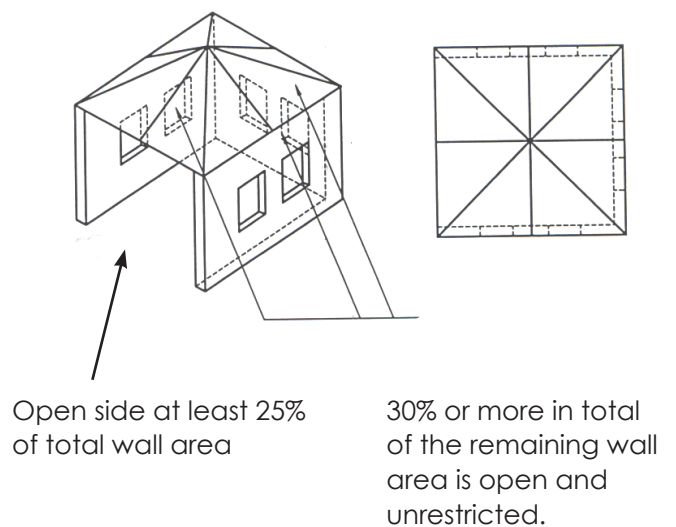 Open side at least 25%
of total wall area
30% or more in total
of the remaining wall
area is open and
unrestricted.